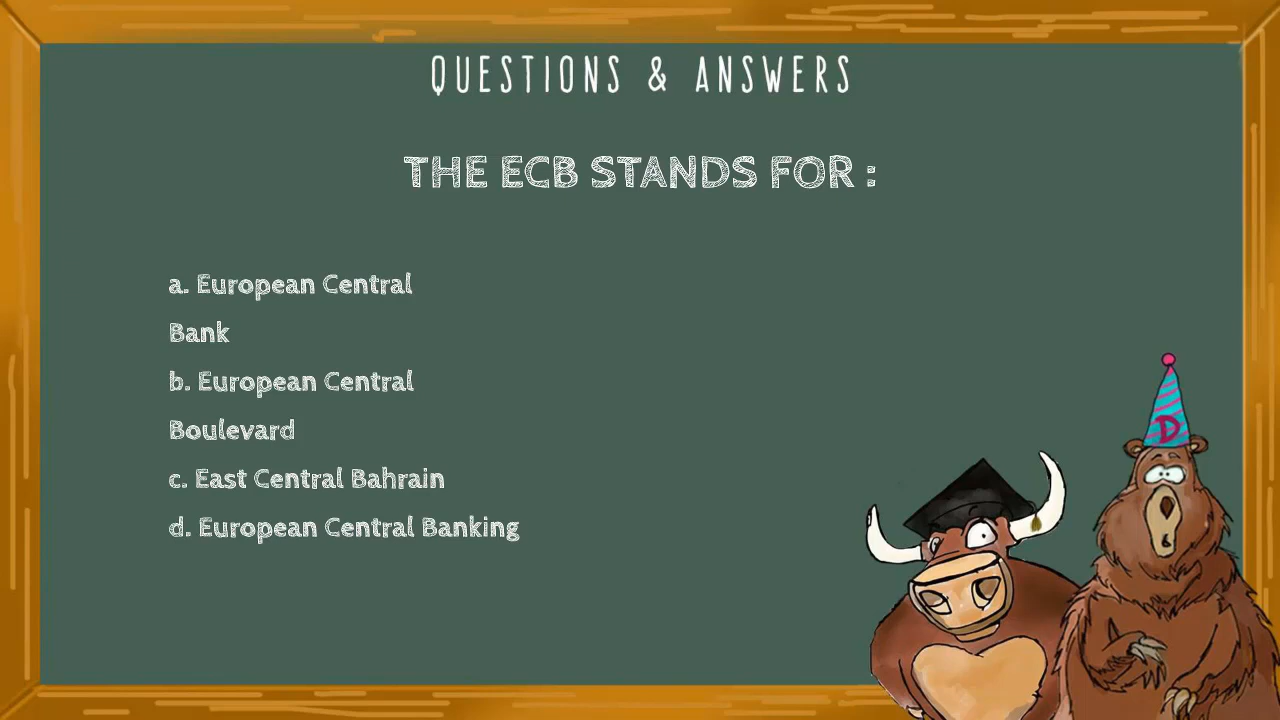 QUESTIONS & ANSWERS
THE ECB STANDS FOR :
a. European Central
Bank
b. European Central
Boulevard
c. East Central Bahrain
d. European Central Banking
D